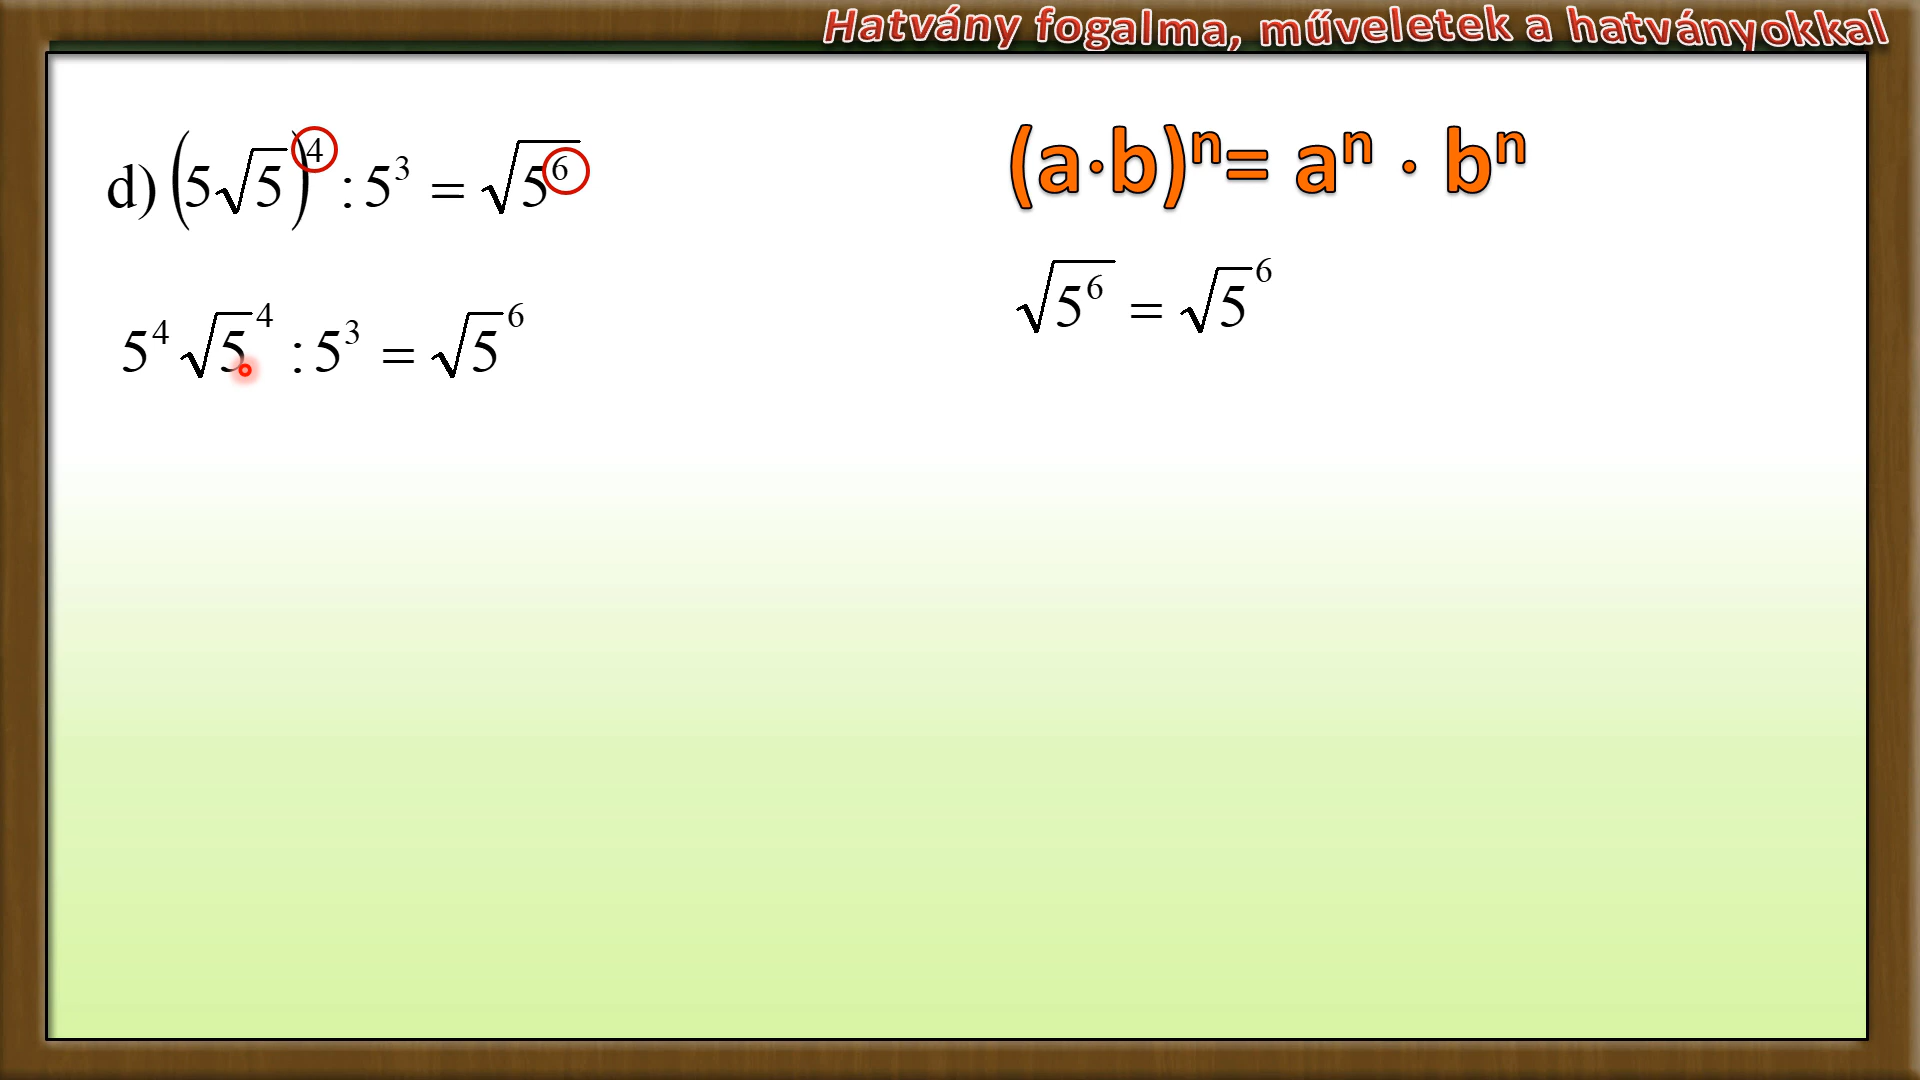 Hatvány fogalma, műveletek a hatványokkal
d) (5√5)⁴ : 5³ = √5⁶
(a·b)ⁿ= aⁿ · bⁿ
√(5⁶) = √5⁶
5⁴√5⁴ : 5³ = √5⁶